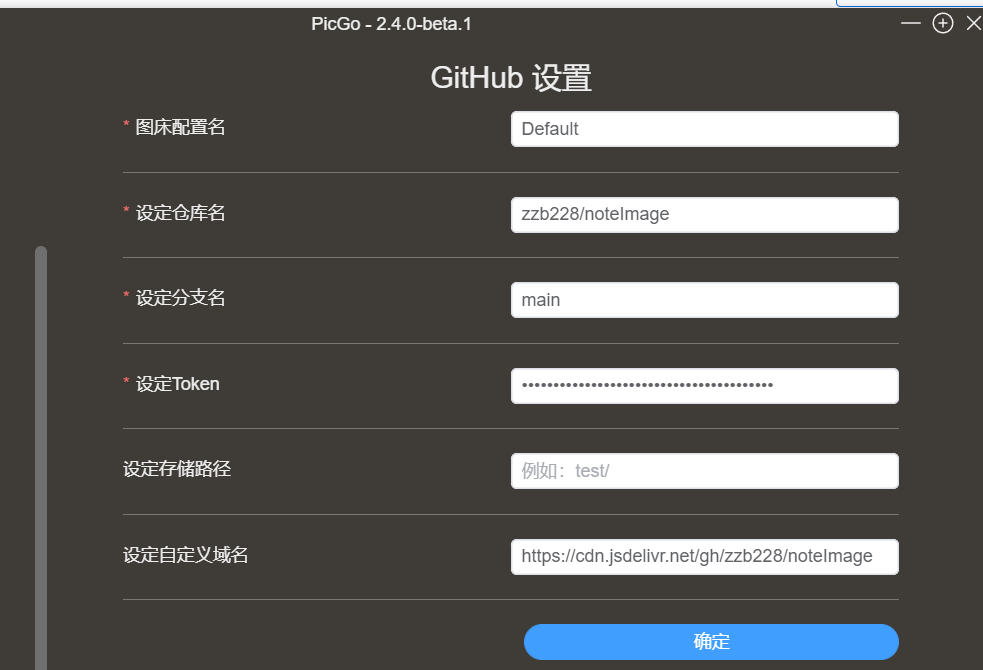 PicGo - 2.4.0-beta.1
GitHub 设置
* 图床配置名
Default
* 设定仓库名
zzb228/noteImage
* 设定分支名
main
* 设定Token
••••••••••••••••••••••••••••••••••••••••
设定存储路径
例如：test/
设定自定义域名
https://cdn.jsdelivr.net/gh/zzb228/noteImage
确定